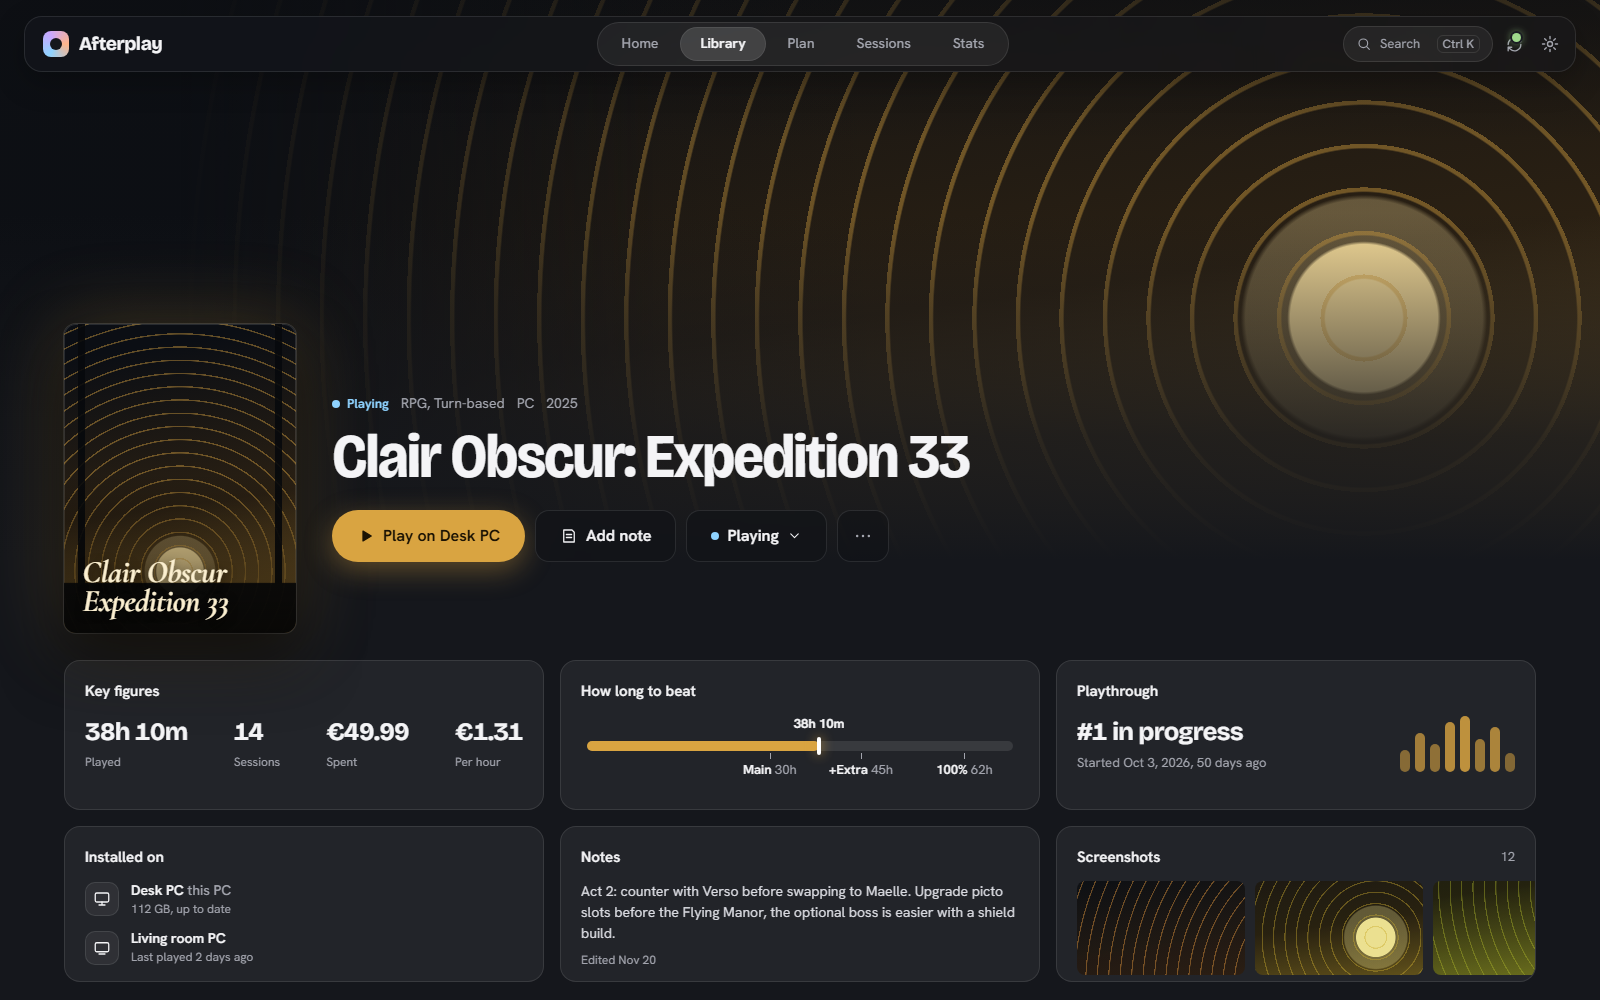 Afterplay
Home
Library
Plan
Sessions
Stats
Search
Ctrl K
Clair Obscur
Expedition 33
Playing RPG, Turn-based PC 2025
Clair Obscur: Expedition 33
Play on Desk PC
Add note
Playing
Key figures
38h 10m
14
€49.99
€1.31
Played
Sessions
Spent
Per hour
How long to beat
38h 10m
Main 30h
+Extra 45h
100% 62h
Playthrough
#1 in progress
Started Oct 3, 2026, 50 days ago
Installed on
Desk PC this PC
112 GB, up to date
Living room PC
Last played 2 days ago
Notes
Act 2: counter with Verso before swapping to Maelle. Upgrade picto
slots before the Flying Manor, the optional boss is easier with a shield
build.
Edited Nov 20
Screenshots
12